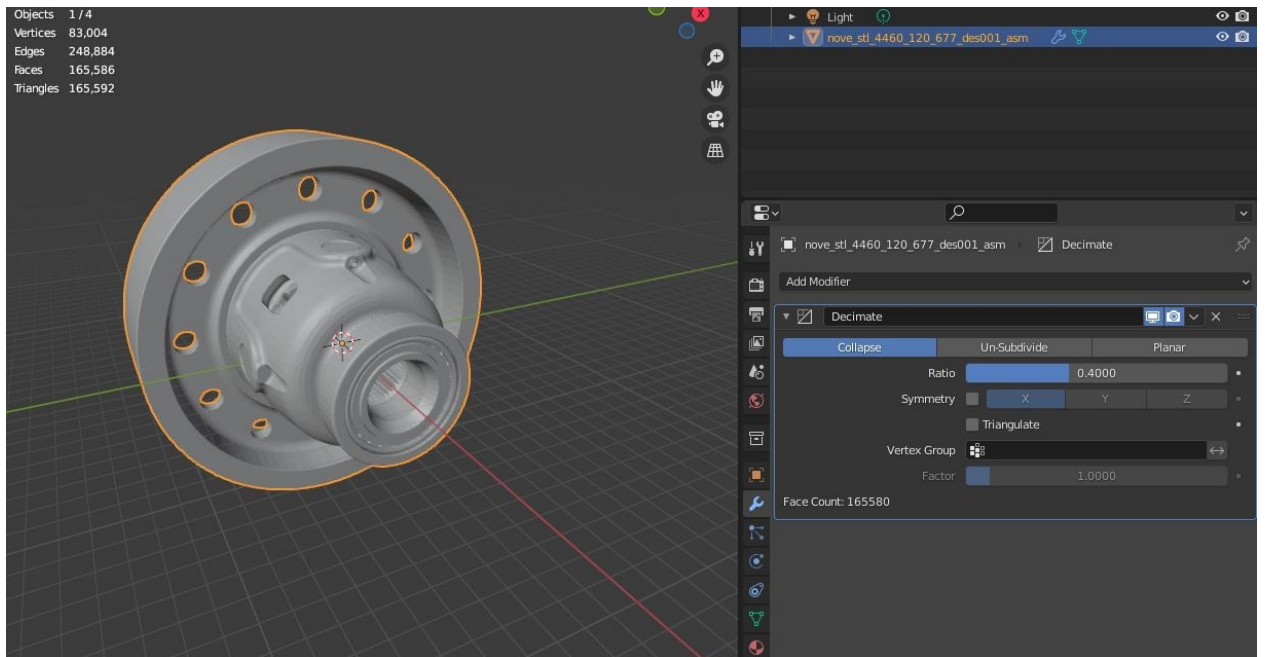 Objects 1/4
Vertices 83,004
Edges 248,884
Faces 165,586
Triangles 165,592
X
Light
nove_stl_4460_120_677_des001_asm
nove_stl_4460_120_677_des001_asm Decimate
Add Modifier
Decimate
Collapse Un-Subdivide Planar
Ratio 0.4000
Symmetry X Y Z
Triangulate
Vertex Group
Factor 1.0000
Face Count: 165580